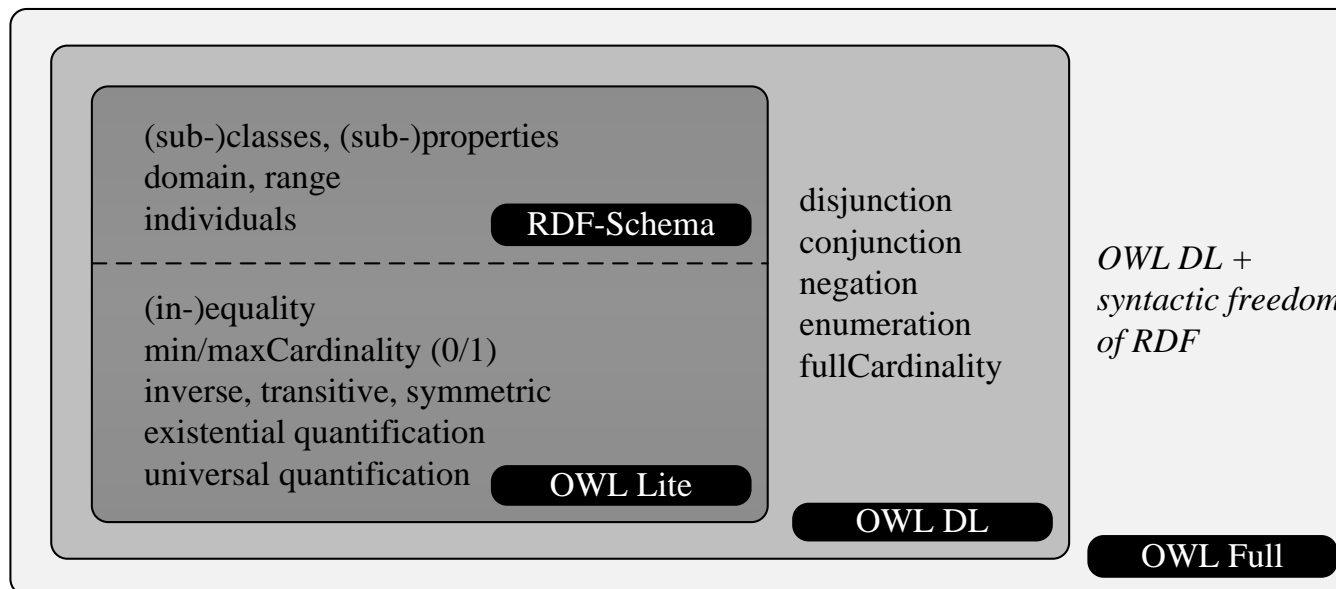 (sub-)classes, (sub-)properties
domain, range
individuals
RDF-Schema
(in-)equality
min/maxCardinality (0/1)
inverse, transitive, symmetric
existential quantification
universal quantification
OWL Lite
disjunction
conjunction
negation
enumeration
fullCardinality
OWL DL
OWL DL +
syntactic freedom
of RDF
OWL Full